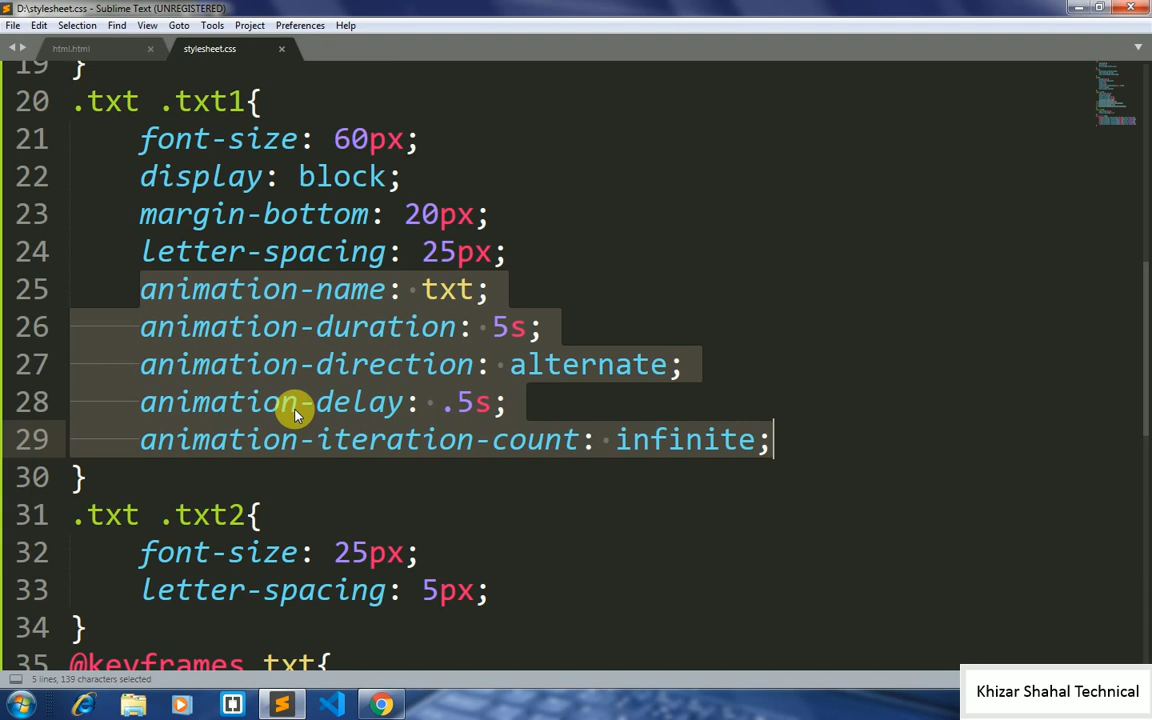 D:\stylesheet.css - Sublime Text (UNREGISTERED)
File Edit Selection Find View Goto Tools Project Preferences Help
html.html stylesheet.css
19 }
20 .txt .txt1{
21 font-size: 60px;
22 display: block;
23 margin-bottom: 20px;
24 letter-spacing: 25px;
25 animation-name: txt;
26 animation-duration: 5s;
27 animation-direction: alternate;
28 animation-delay: .5s;
29 animation-iteration-count: infinite;
30 }
31 .txt .txt2{
32 font-size: 25px;
33 letter-spacing: 5px;
34 }
35 @keyframes txt{
5 lines, 139 characters selected
Khizar Shahal Technical